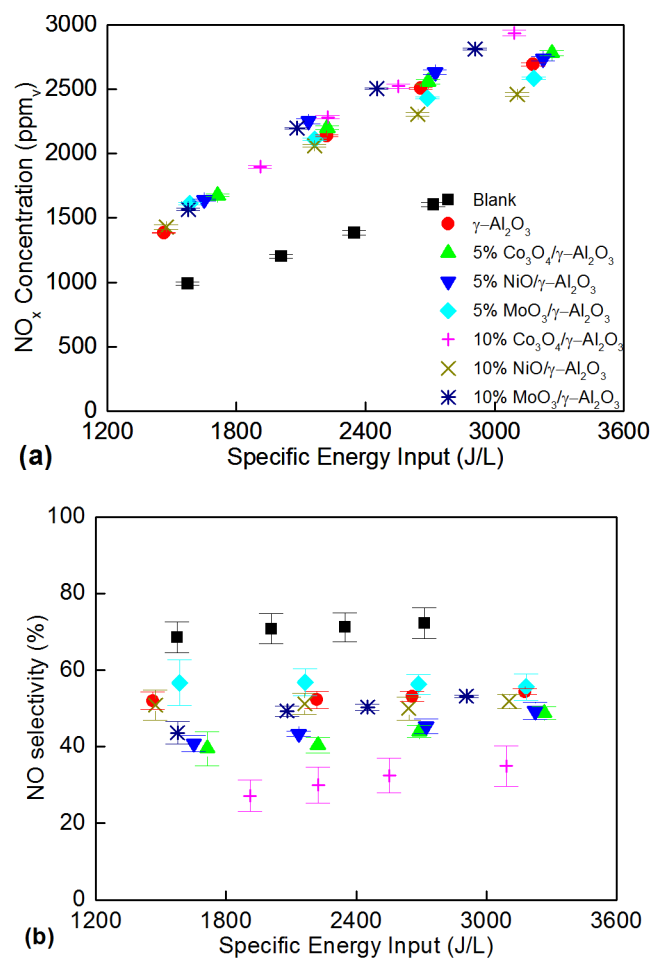 3000
2500
2000
1500
1000
500
0
NOₓ Concentration (ppmᵥ)
Blank
γ−Al₂O₃
5% Co₃O₄/γ−Al₂O₃
5% NiO/γ−Al₂O₃
5% MoO₃/γ−Al₂O₃
10% Co₃O₄/γ−Al₂O₃
10% NiO/γ−Al₂O₃
10% MoO₃/γ−Al₂O₃
1200 1800 2400 3000 3600
(a) Specific Energy Input (J/L)
100
80
60
40
20
0
NO selectivity (%)
1200 1800 2400 3000 3600
(b) Specific Energy Input (J/L)